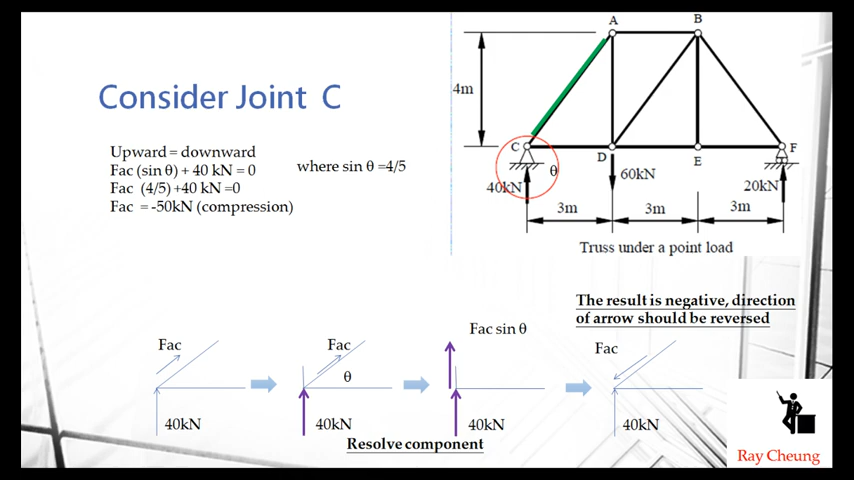 Consider Joint C
Upward = downward
Fac (sin θ) + 40 kN = 0
where sin θ =4/5
Fac (4/5) +40 kN =0
Fac = -50kN (compression)
A
B
4m
C
D
E
F
θ
40kN
60kN
20kN
3m
3m
3m
Truss under a point load
The result is negative, direction
of arrow should be reversed
Fac
40kN
Fac
θ
40kN
Fac sin θ
40kN
Fac
40kN
Resolve component
Ray Cheung